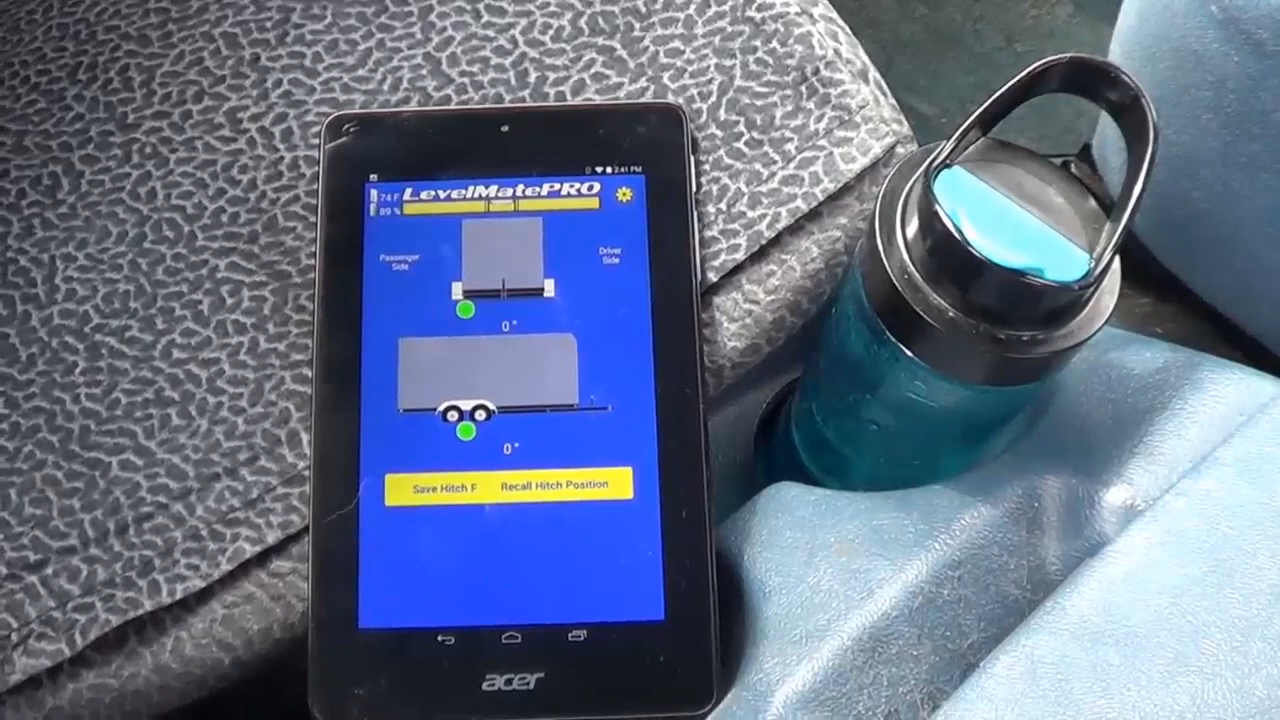 2:41 PM
74 F
LevelMatePRO
89 %
Passenger
Side
Driver
Side
0 "
0 "
Save Hitch F
Recall Hitch Position
acer